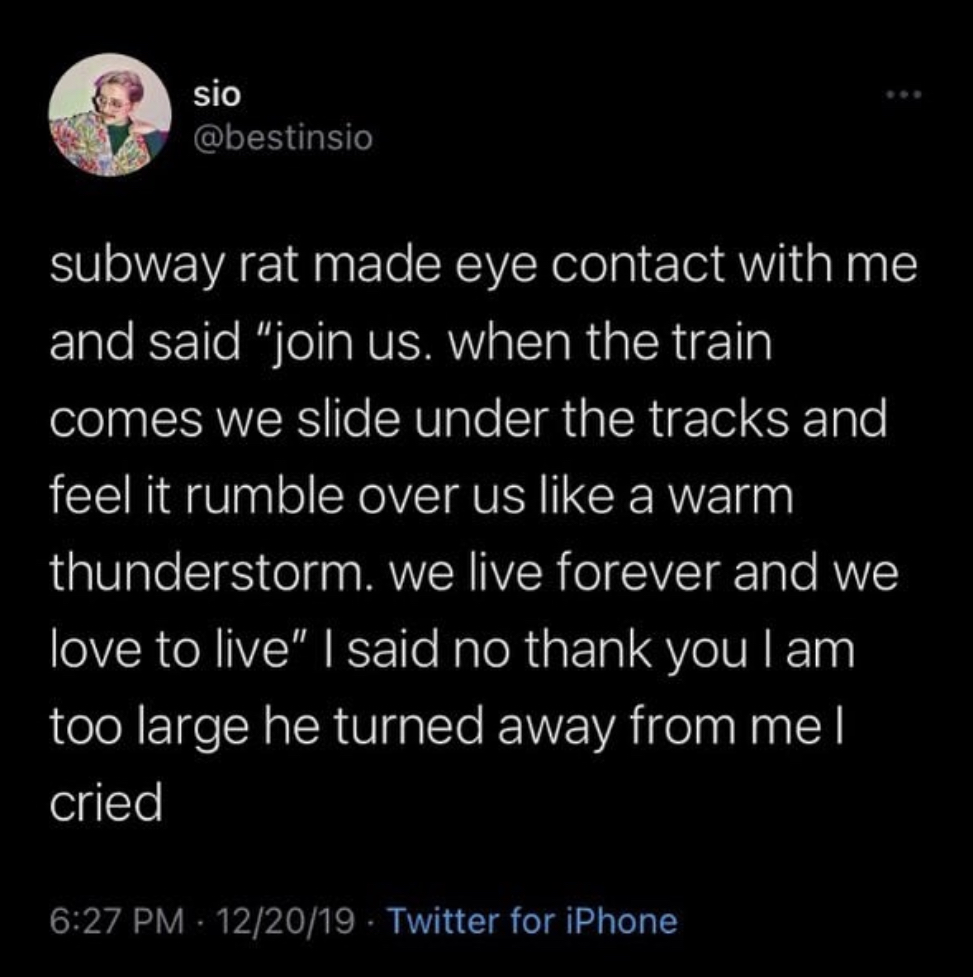 sio
@bestinsio
subway rat made eye contact with me
and said "join us. when the train
comes we slide under the tracks and
feel it rumble over us like a warm
thunderstorm. we live forever and we
love to live" I said no thank you I am
too large he turned away from me I
cried
6:27 PM · 12/20/19 · Twitter for iPhone